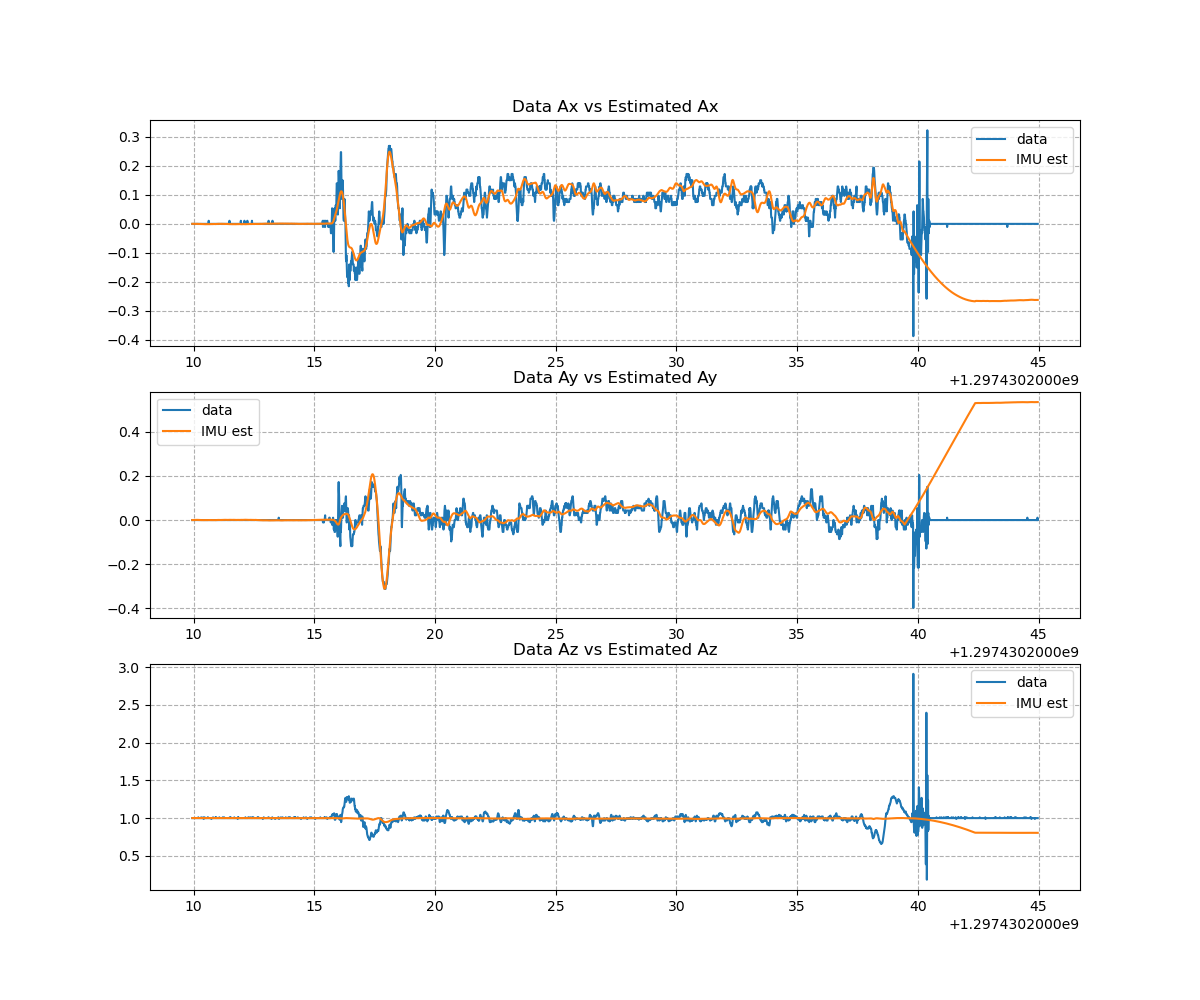 Data Ax vs Estimated Ax
0.3
0.2
0.1
0.0
−0.1
−0.2
−0.3
−0.4
data
IMU est
10 15 20 25 30 35 40 45
+1.2974302000e9
Data Ay vs Estimated Ay
0.4
0.2
0.0
−0.2
−0.4
data
IMU est
10 15 20 25 30 35 40 45
+1.2974302000e9
Data Az vs Estimated Az
3.0
2.5
2.0
1.5
1.0
0.5
data
IMU est
10 15 20 25 30 35 40 45
+1.2974302000e9